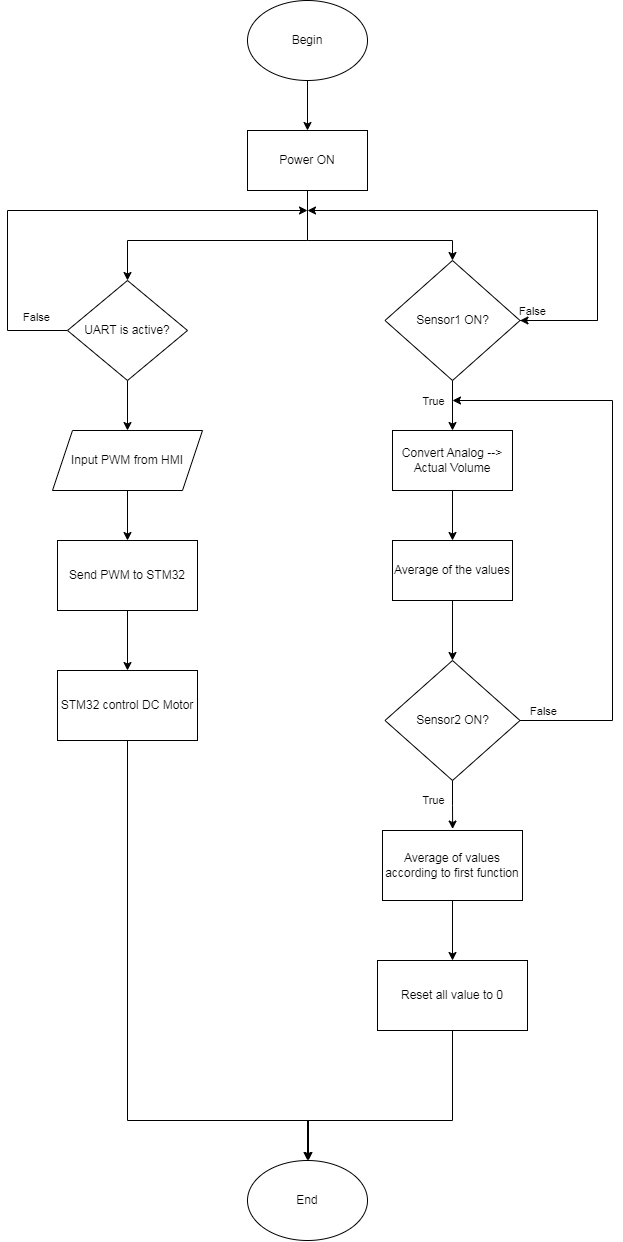 Begin
Power ON
False
UART is active?
Sensor1 ON?
False
True
Input PWM from HMI
Convert Analog -->
Actual Volume
Send PWM to STM32
Average of the values
STM32 control DC Motor
Sensor2 ON?
False
True
Average of values
according to first function
Reset all value to 0
End